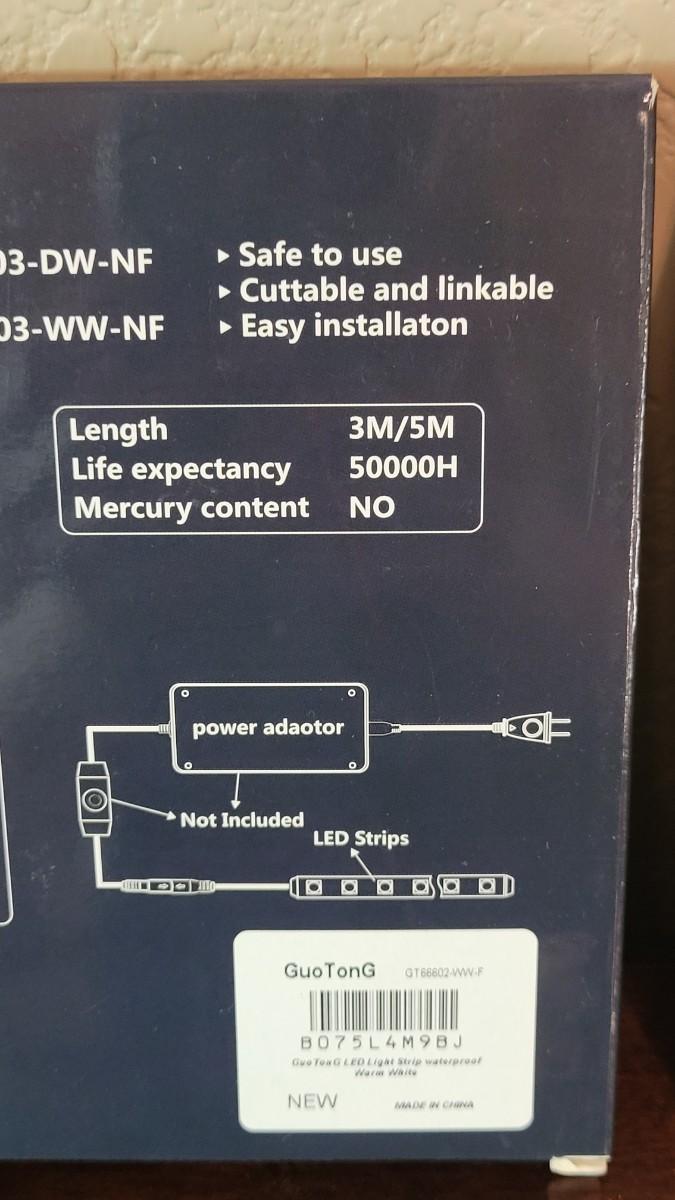 03-DW-NF
▸ Safe to use
▸ Cuttable and linkable
03-WW-NF
▸ Easy installaton
Length 3M/5M
Life expectancy 50000H
Mercury content NO
power adaotor
Not Included
LED Strips
GuoTonG GT66602-WW-F
B075L4M9BJ
GuoTonG LED Light Strip waterproof
Warm White
NEW MADE IN CHINA